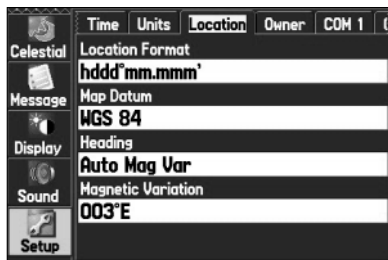 Time Units Location Owner COM 1
Celestial
Location Format
hddd°mm.mmm'
Message
Map Datum
WGS 84
Display
Heading
Auto Mag Var
Sound
Magnetic Variation
003°E
Setup